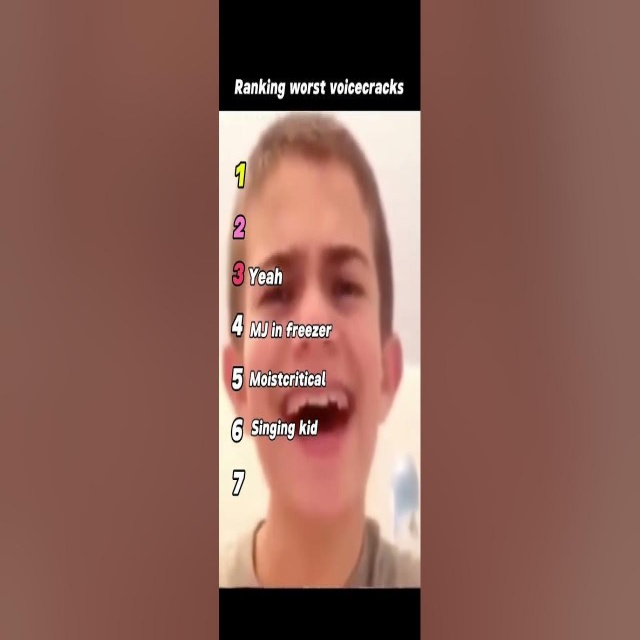 Ranking worst voicecracks
1
2
3 Yeah
4 MJ in freezer
5 Moistcritical
6 Singing kid
7